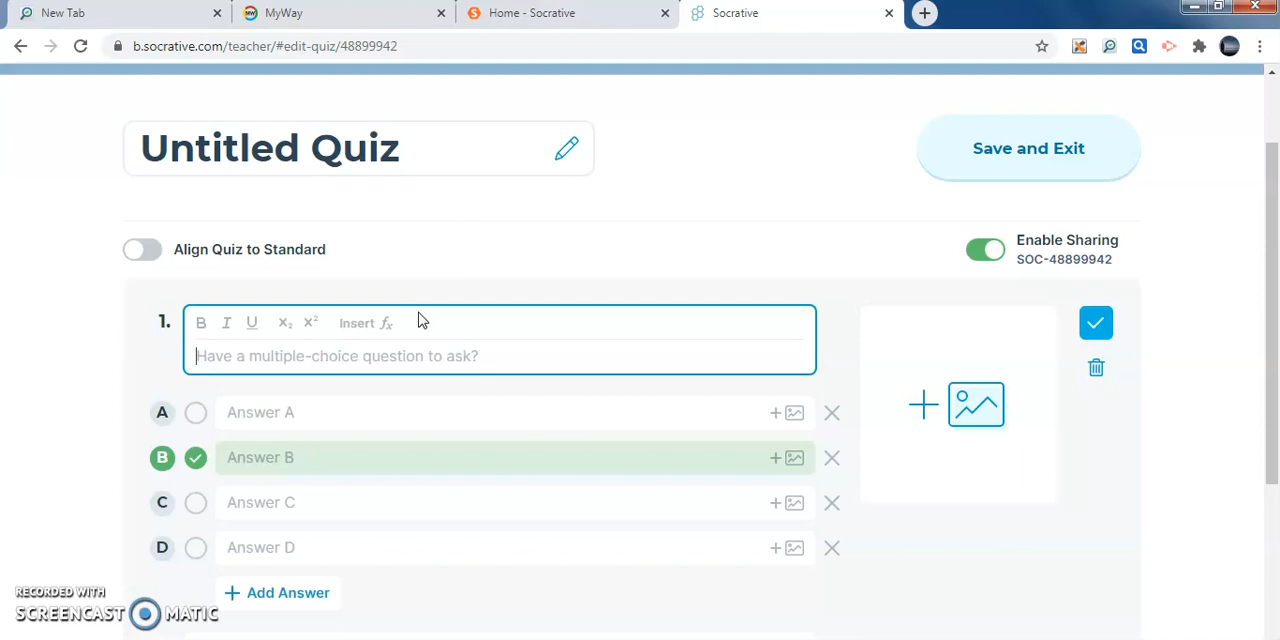 New Tab
MyWay
Home - Socrative
Socrative
b.socrative.com/teacher/#edit-quiz/48899942
Untitled Quiz
Save and Exit
Align Quiz to Standard
Enable Sharing
SOC-48899942
1.
B I U X₂ X² Insert fx
Have a multiple-choice question to ask?
A Answer A
B Answer B
C Answer C
D Answer D
+ Add Answer
RECORDED WITH
SCREENCAST MATIC